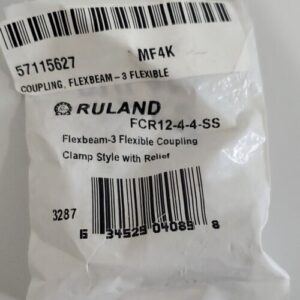 57115627 MF4K
COUPLING, FLEXBEAM-3 FLEXIBLE
RULAND
FCR12-4-4-SS
Flexbeam-3 Flexible Coupling
Clamp Style with Relief
3287
6 34529 04089 8